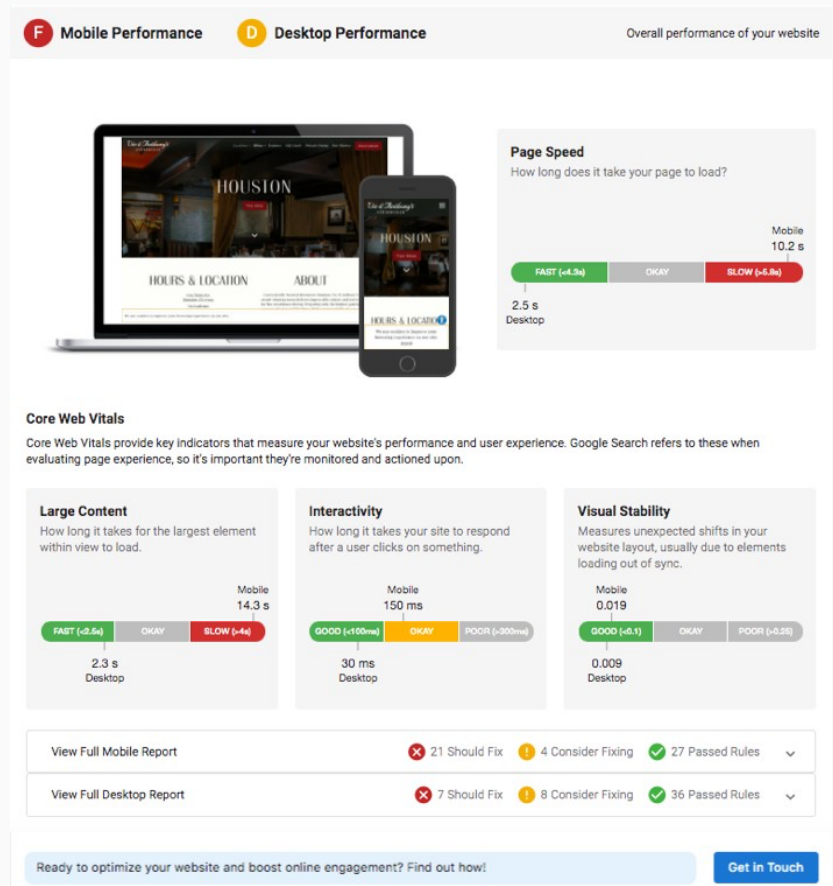 F Mobile Performance
D Desktop Performance
Overall performance of your website
HOUSTON
HOURS & LOCATION
ABOUT
HOUSTON
HOURS & LOCATION
Page Speed
How long does it take your page to load?
Mobile
10.2 s
FAST (<4.3s) OKAY SLOW (>5.8s)
2.5 s
Desktop
Core Web Vitals
Core Web Vitals provide key indicators that measure your website's performance and user experience. Google Search refers to these when
evaluating page experience, so it's important they're monitored and actioned upon.
Large Content
How long it takes for the largest element
within view to load.
Mobile
14.3 s
FAST (<2.5s) OKAY SLOW (>4s)
2.3 s
Desktop
Interactivity
How long it takes your site to respond
after a user clicks on something.
Mobile
150 ms
GOOD (<100ms) OKAY POOR (>300ms)
30 ms
Desktop
Visual Stability
Measures unexpected shifts in your
website layout, usually due to elements
loading out of sync.
Mobile
0.019
GOOD (<0.1) OKAY POOR (>0.25)
0.009
Desktop
View Full Mobile Report 21 Should Fix 4 Consider Fixing 27 Passed Rules
View Full Desktop Report 7 Should Fix 8 Consider Fixing 36 Passed Rules
Ready to optimize your website and boost online engagement? Find out how!
Get in Touch